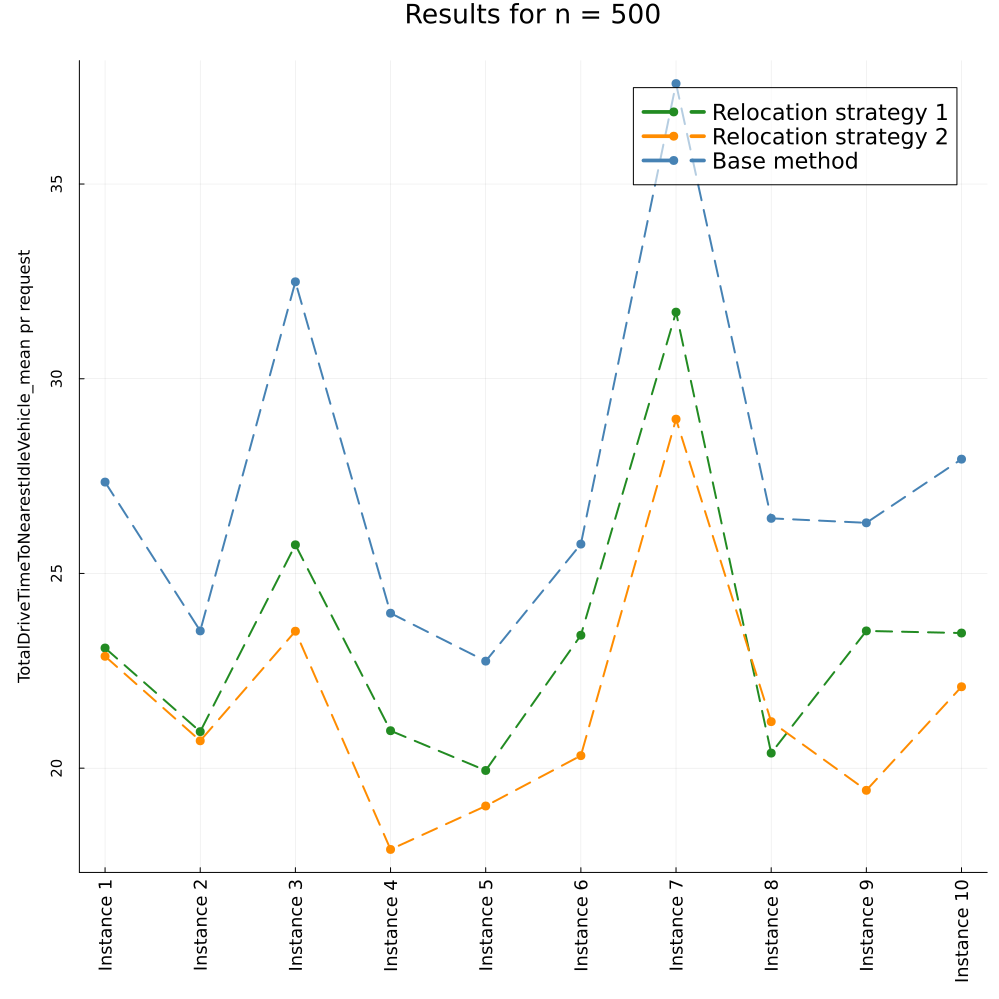 Results for n = 500
TotalDriveTimeToNearestIdleVehicle_mean pr request
35
30
25
20
Relocation strategy 1
Relocation strategy 2
Base method
Instance 1
Instance 2
Instance 3
Instance 4
Instance 5
Instance 6
Instance 7
Instance 8
Instance 9
Instance 10